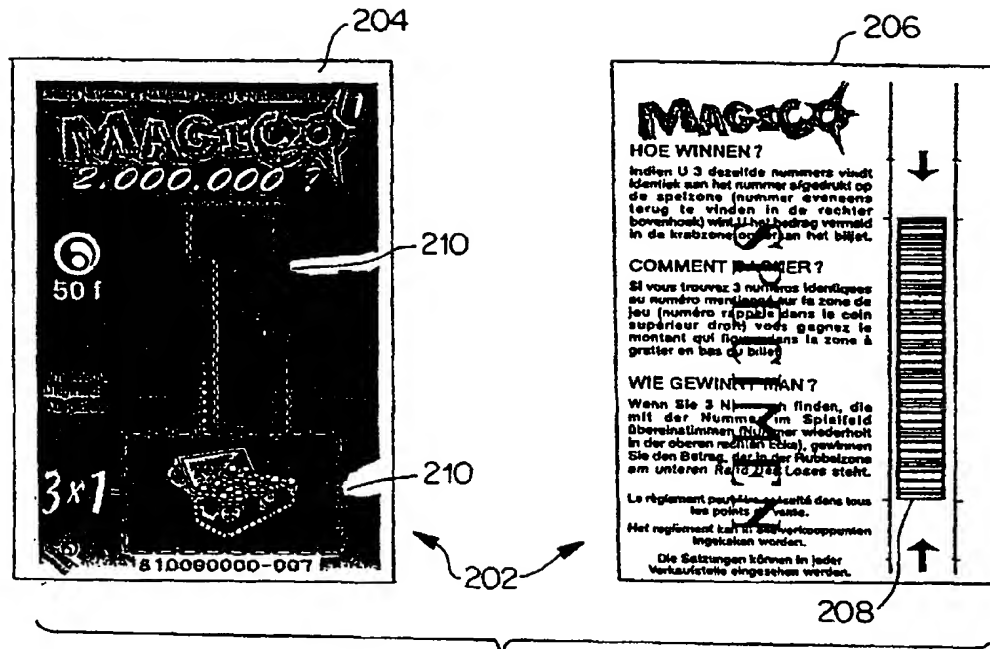 204
206
MAGICO
2.000.000 ?
210
50 f
210
3x1
810090000-007
202
MAGICO
HOE WINNEN?
Indien U 3 dezelfde nummers vindt
identiek aan het nummer afgedrukt op
de spelzone (nummer eveneens
terug te vinden in de rechter
bovenhoek) wint U het bedrag vermeld
in de krabzone onderaan het biljet.
COMMENT GAGNER?
Si vous trouvez 3 numéros identiques
au numéro mentionné sur la zone de
jeu (numéro rappelé dans le coin
supérieur droit) vous gagnez le
montant qui figure dans la zone à
gratter en bas du billet
WIE GEWINNT MAN?
Wenn Sie 3 Nummern finden, die
mit der Nummer im Spielfeld
übereinstimmen (Nummer wiederholt
in der oberen rechten Ecke), gewinnen
Sie den Betrag, der in der Rubbelzone
am unteren Rand des Loses steht.
Le règlement peut être consulté dans tous
les points de vente.
Het reglement kan in alle verkooppunten
ingekeken worden.
Die Satzungen können in jeder
Verkaufsstelle eingesehen werden.
208